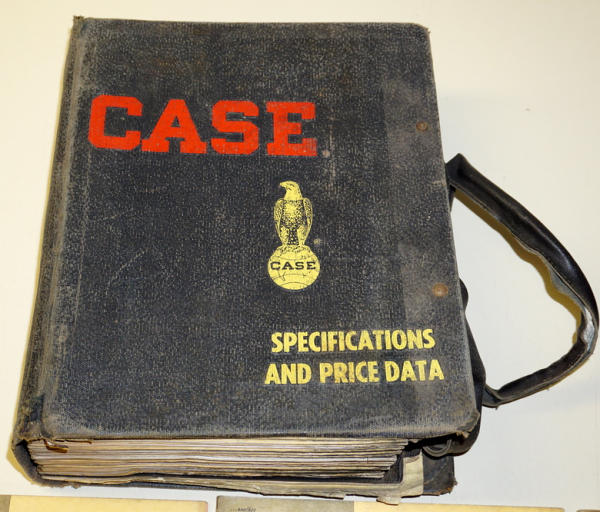 CASE
CASE
SPECIFICATIONS
AND PRICE DATA